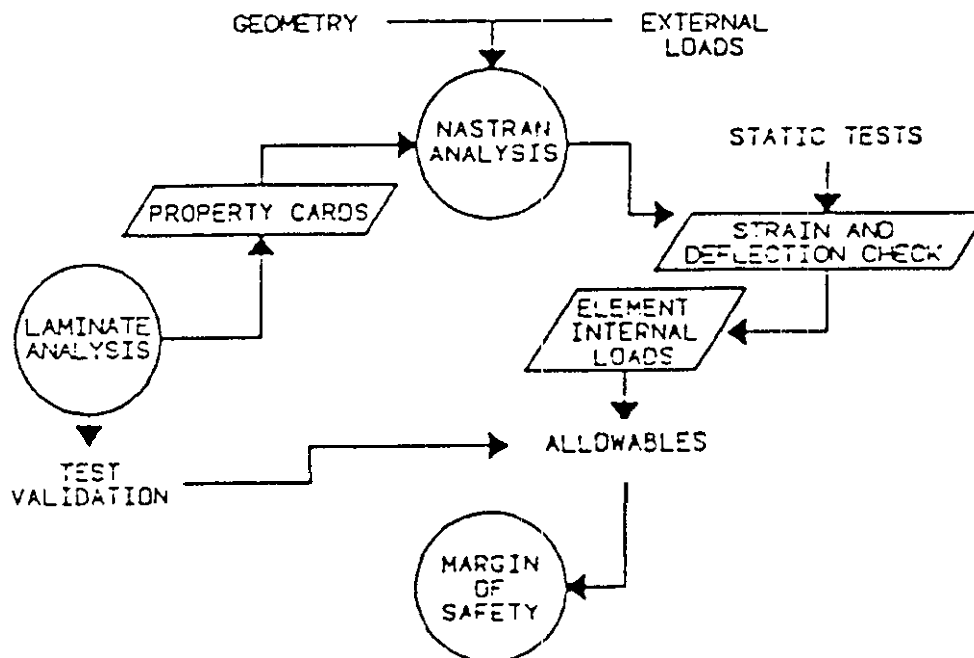 GEOMETRY
EXTERNAL
LOADS
NASTRAN
ANALYSIS
STATIC TESTS
PROPERTY CARDS
STRAIN AND
DEFLECTION CHECK
LAMINATE
ANALYSIS
ELEMENT
INTERNAL
LOADS
TEST
VALIDATION
ALLOWABLES
MARGIN
OF
SAFETY